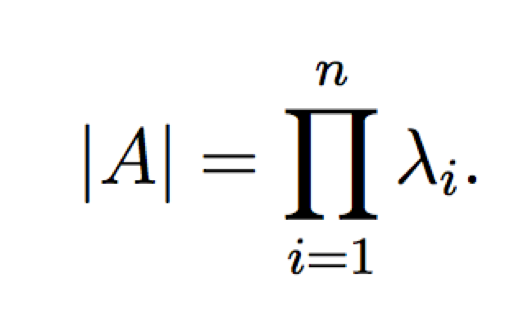 |A| = ∏_{i=1}^{n} λ_i.